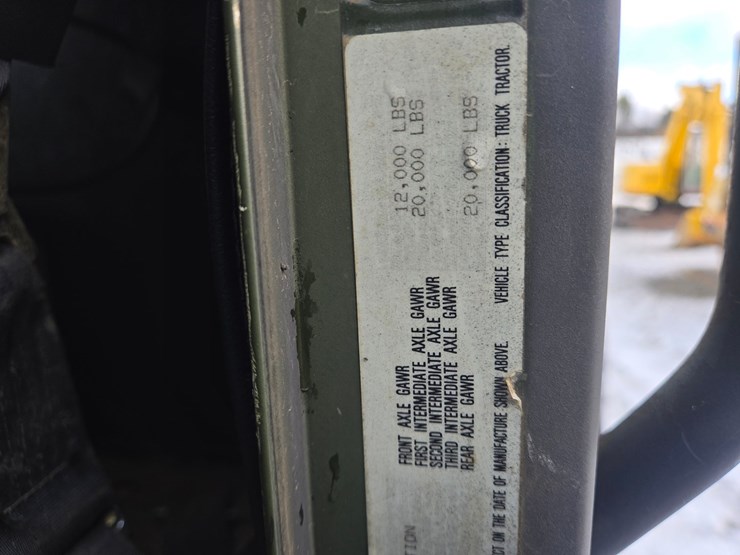 FRONT AXLE GAWR 12,000 LBS
FIRST INTERMEDIATE AXLE GAWR 20,000 LBS
SECOND INTERMEDIATE AXLE GAWR
THIRD INTERMEDIATE AXLE GAWR
REAR AXLE GAWR 20,000 LBS
TION
CT ON THE DATE OF MANUFACTURE SHOWN ABOVE. VEHICLE TYPE CLASSIFICATION: TRUCK TRACTOR.